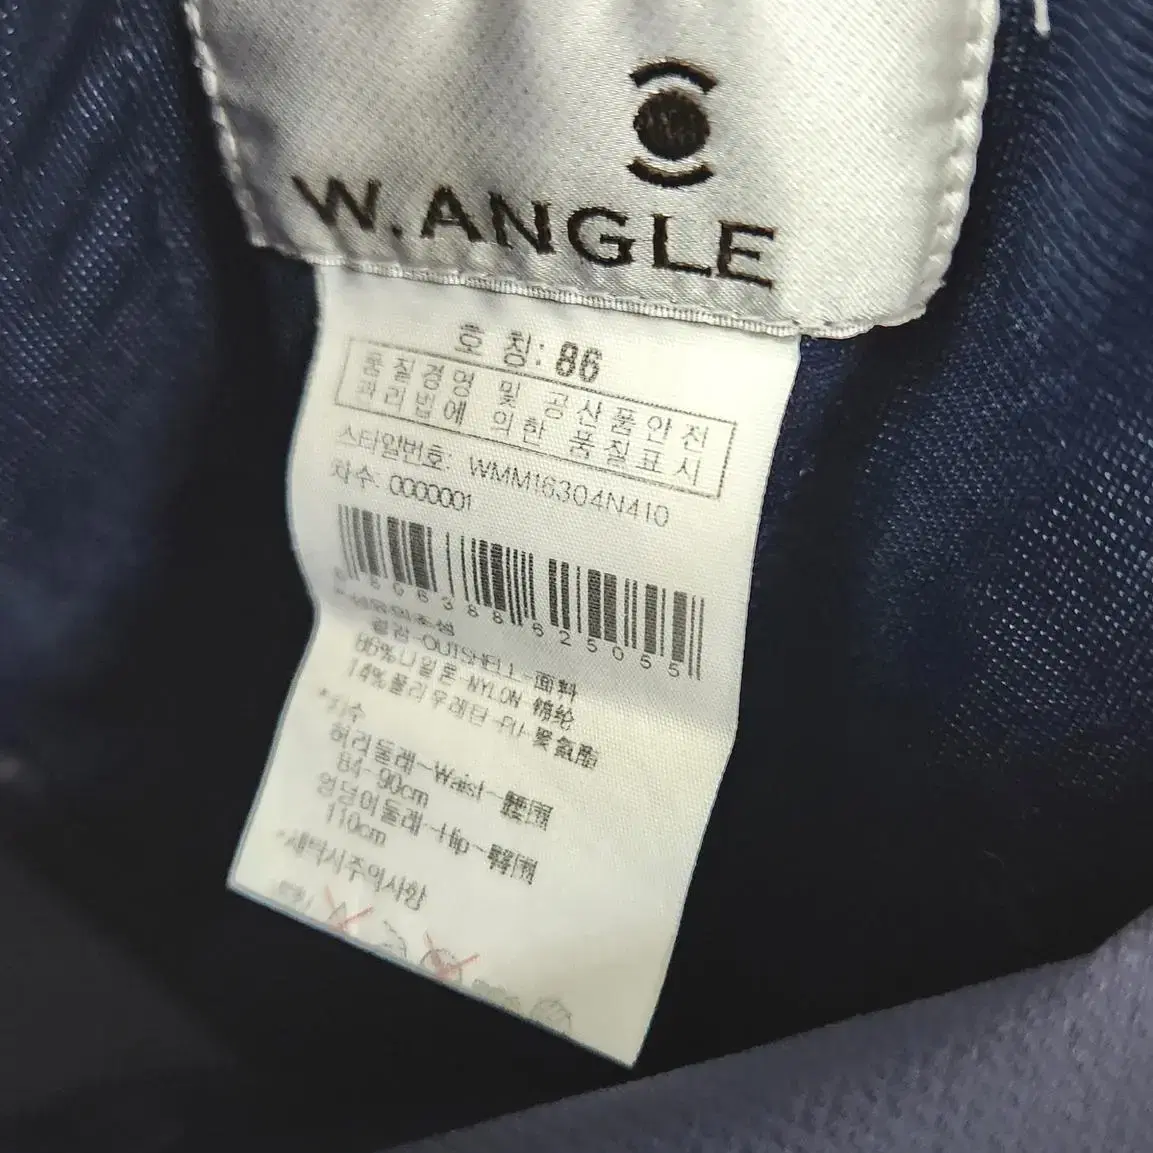 W.ANGLE
호 칭: 86
품질경영 및 공산품안전
관리법에 의한 품질표시
스타일번호: WMM16304N410
차수: 0000001
겉감-OUTSHELL-面料
86%나일론-NYLON-锦纶
14%폴리우레탄-PU-聚氨酯
*치수
허리둘레-Waist-腰围
84-90cm
엉덩이둘레-Hip-臀围
110cm
*세탁시주의사항